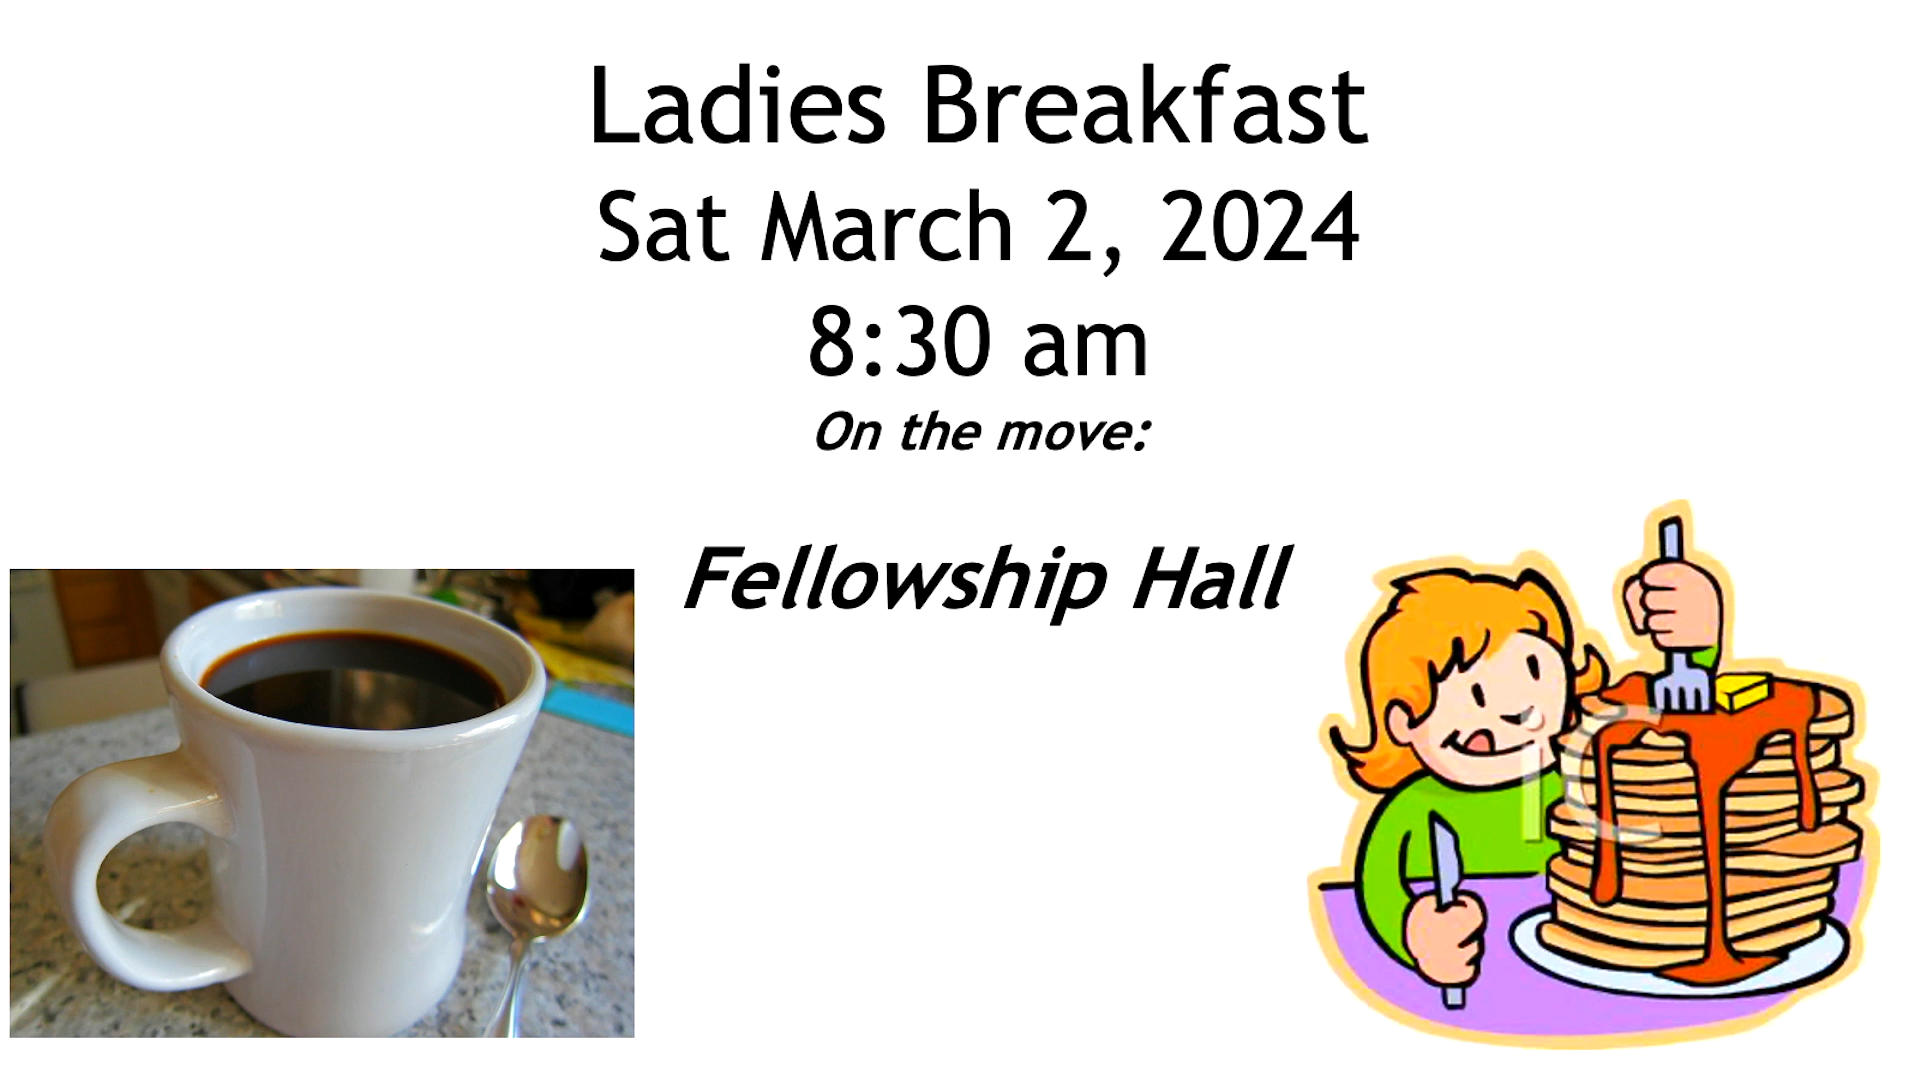 Ladies Breakfast
Sat March 2, 2024
8:30 am
On the move:
Fellowship Hall